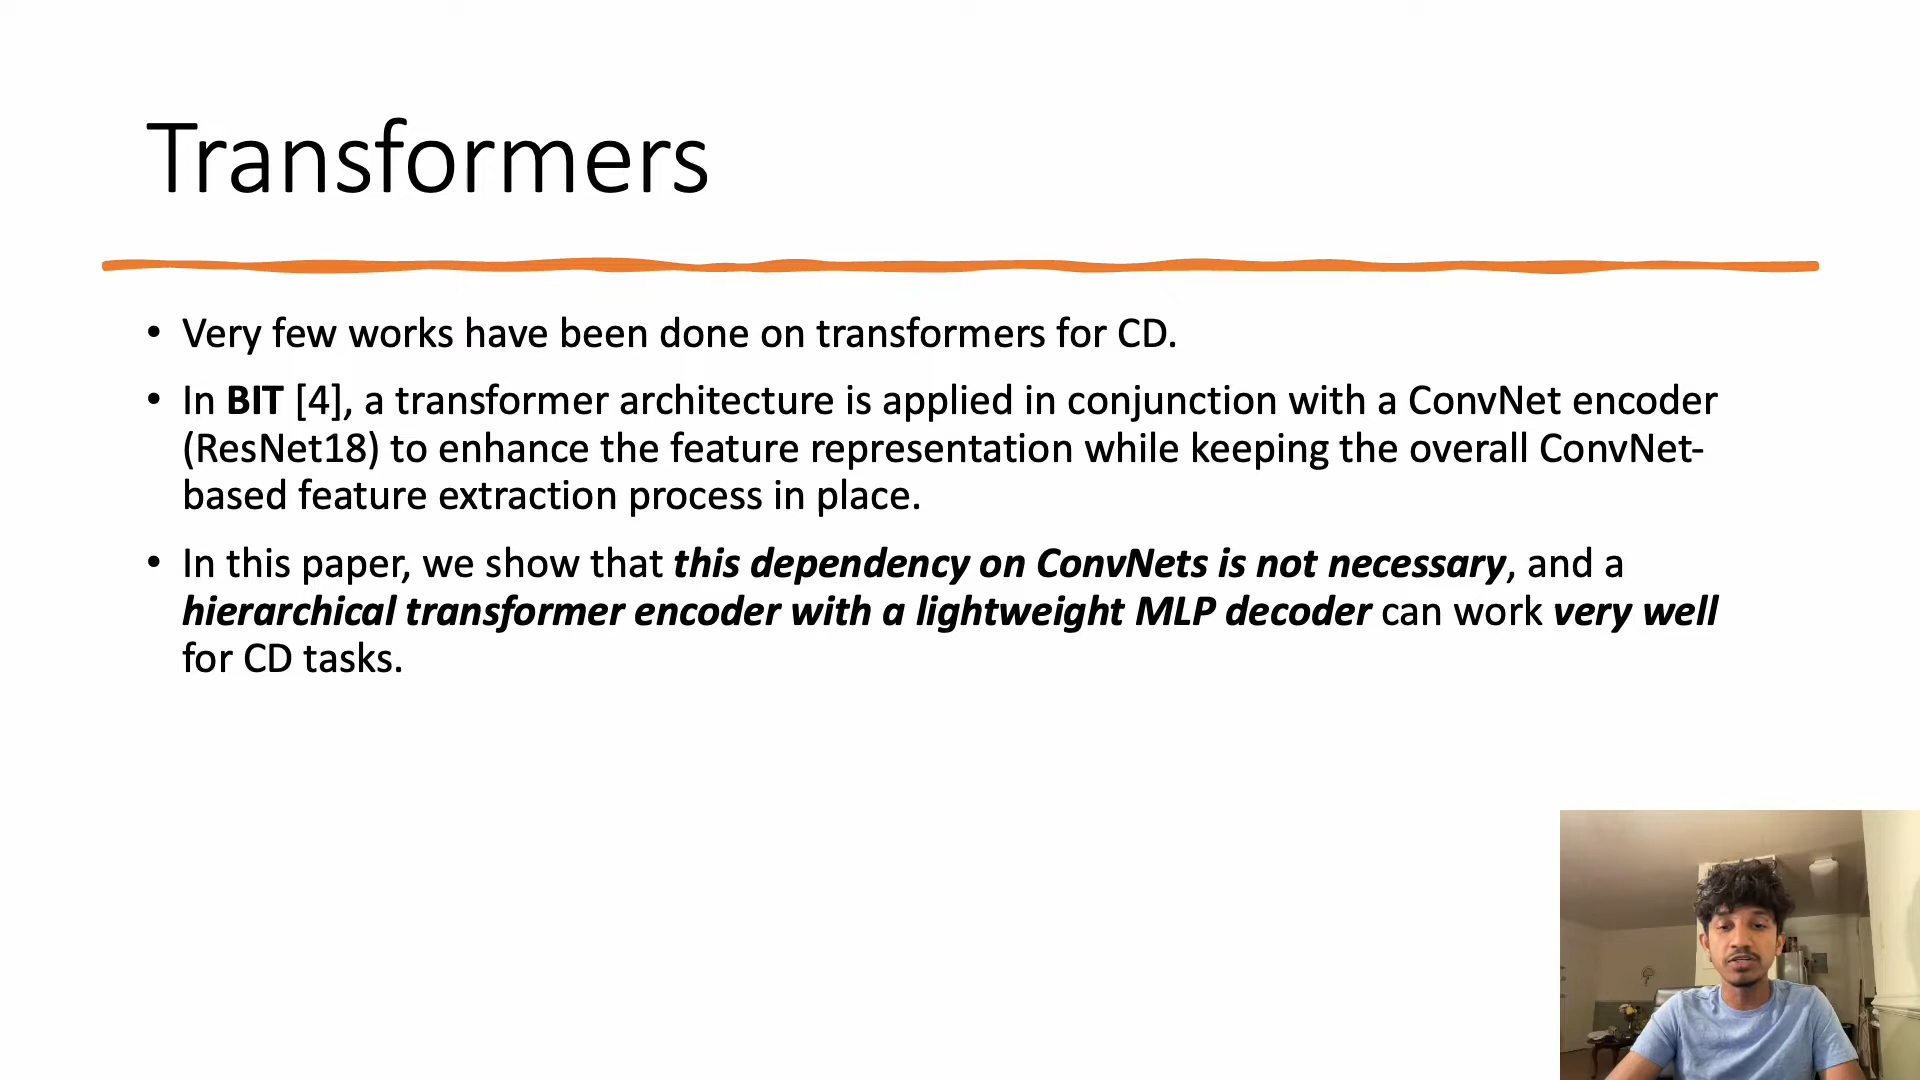 Transformers
• Very few works have been done on transformers for CD.
• In BIT [4], a transformer architecture is applied in conjunction with a ConvNet encoder
(ResNet18) to enhance the feature representation while keeping the overall ConvNet-
based feature extraction process in place.
• In this paper, we show that this dependency on ConvNets is not necessary, and a
hierarchical transformer encoder with a lightweight MLP decoder can work very well
for CD tasks.